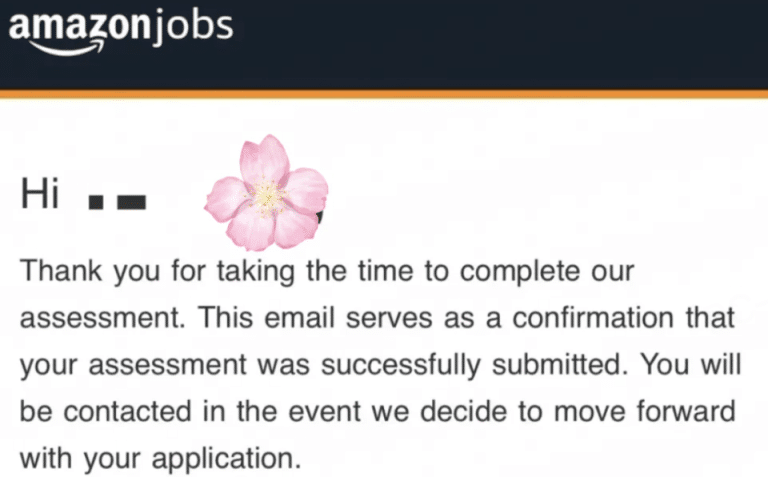 amazonjobs
Hi
Thank you for taking the time to complete our
assessment. This email serves as a confirmation that
your assessment was successfully submitted. You will
be contacted in the event we decide to move forward
with your application.